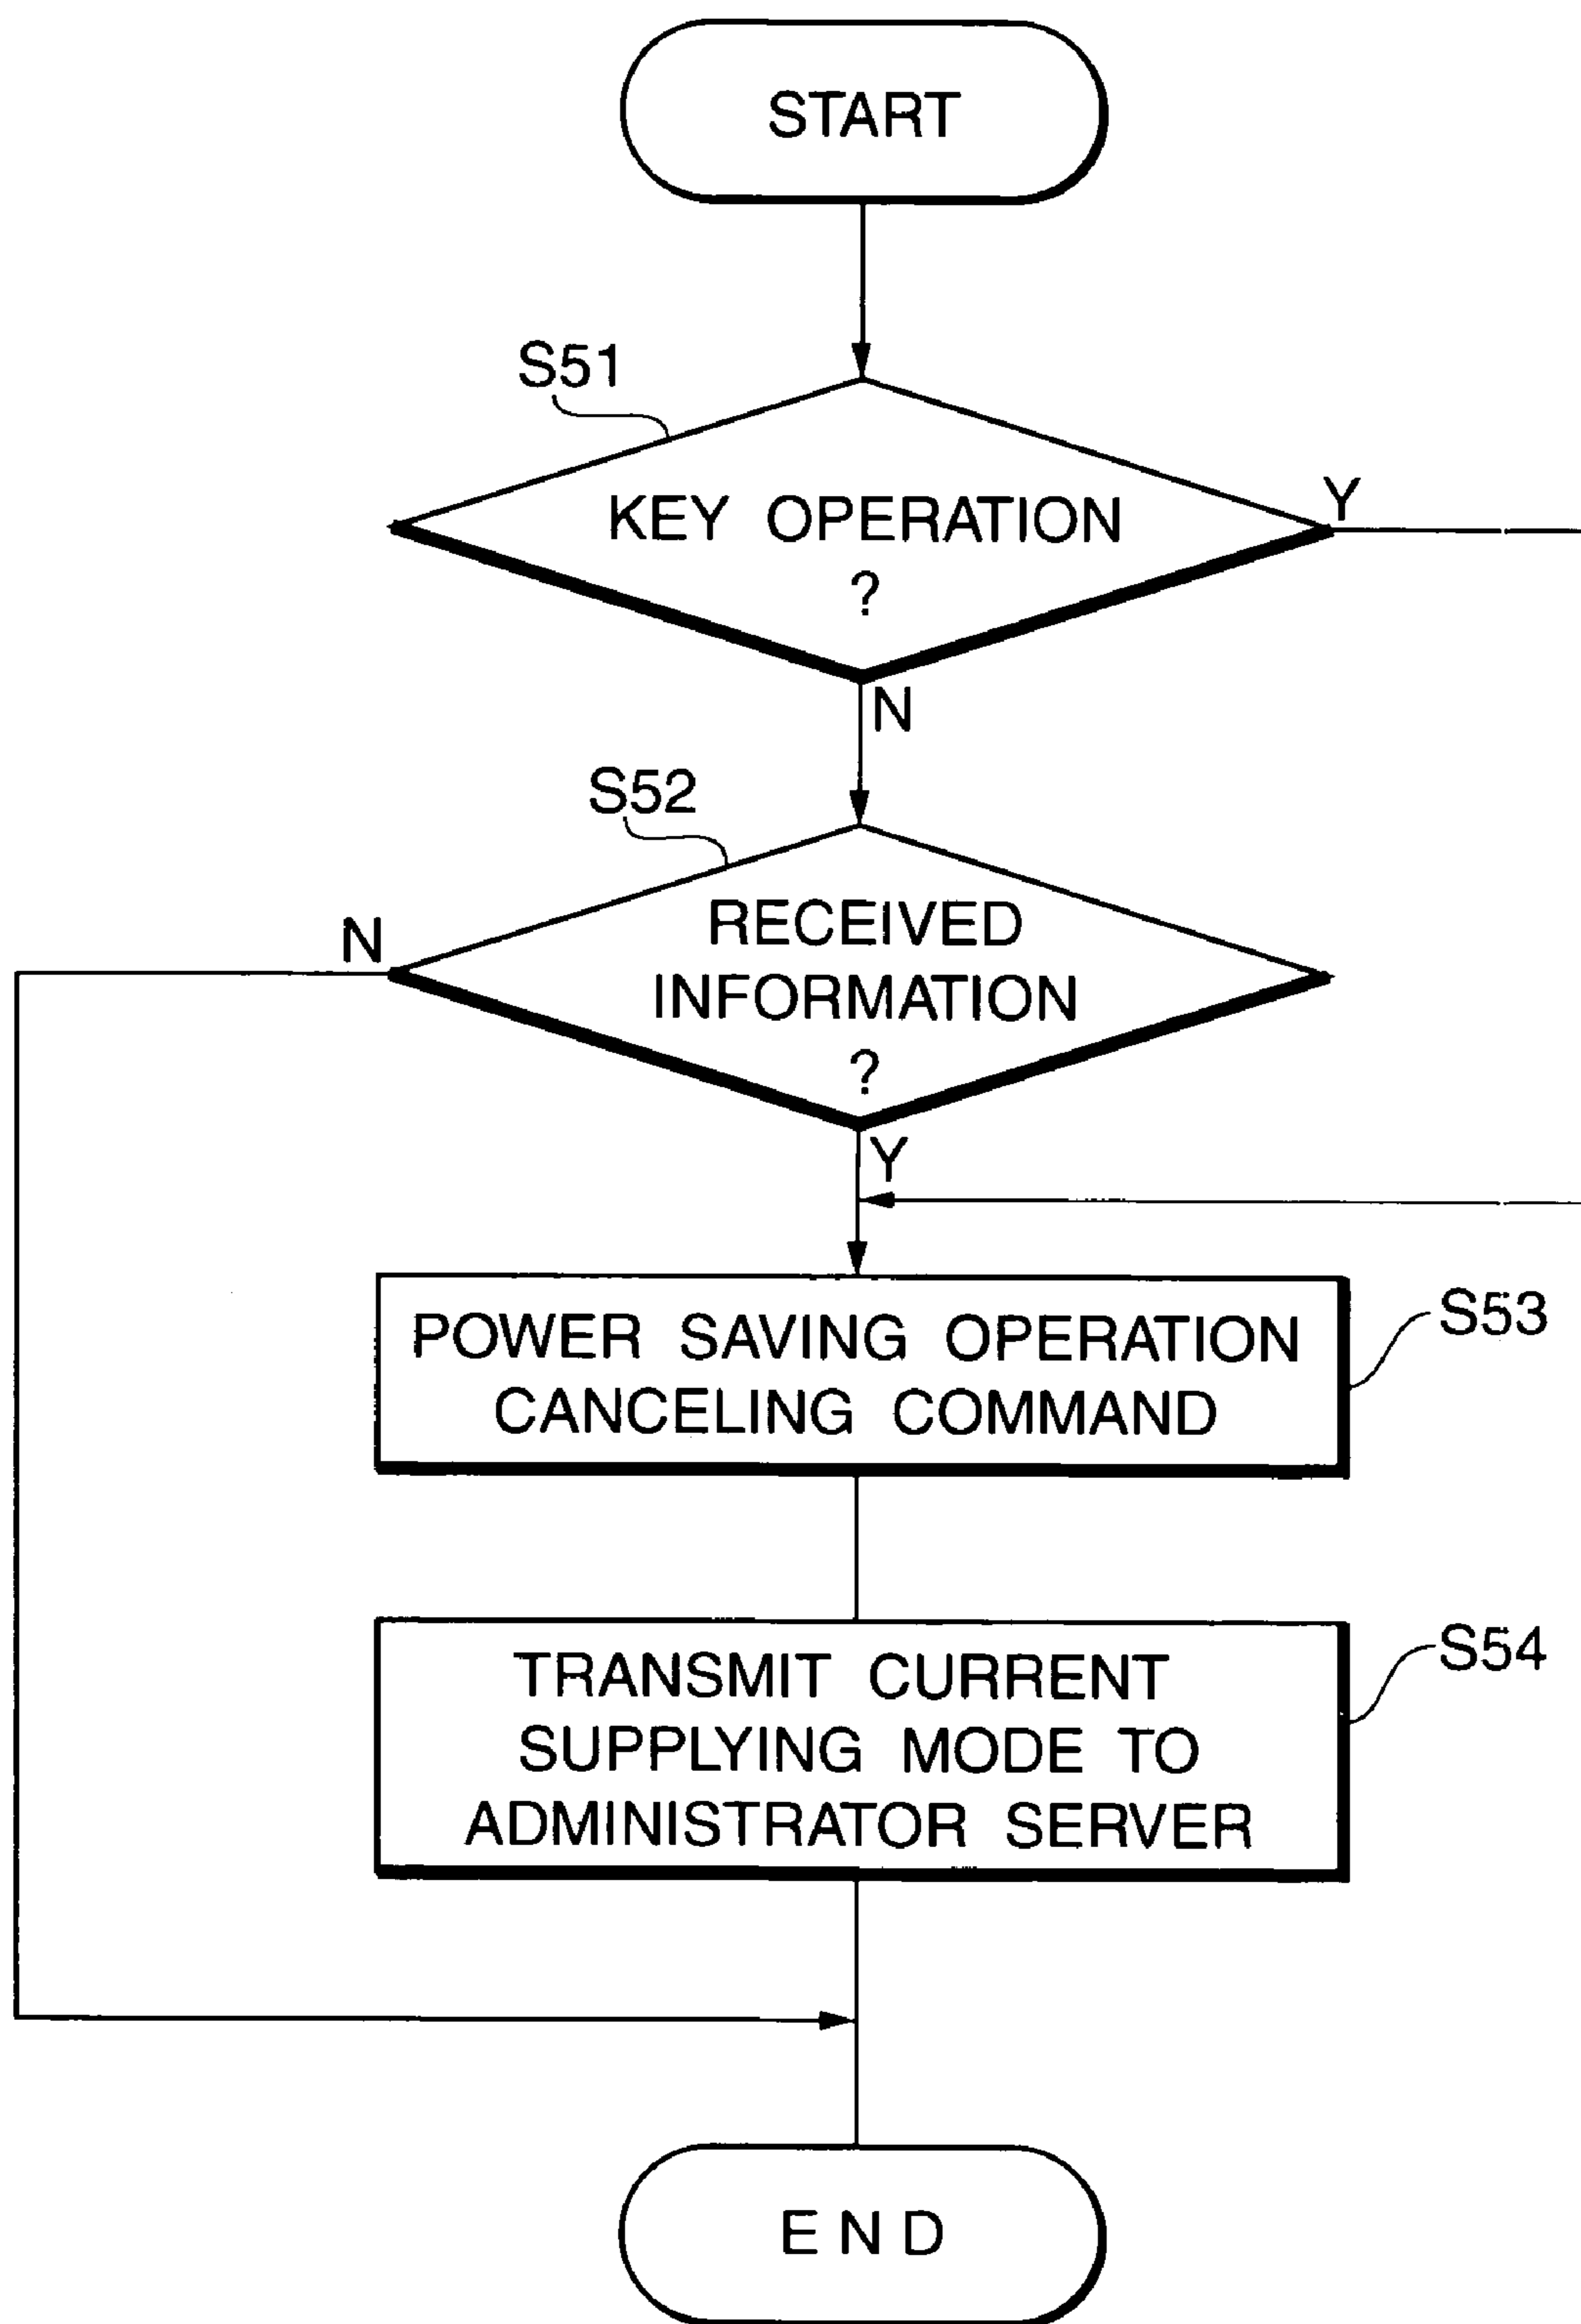 START
S51
KEY OPERATION
?
Y
N
S52
RECEIVED
INFORMATION
?
N
Y
POWER SAVING OPERATION
CANCELING COMMAND
S53
TRANSMIT CURRENT
SUPPLYING MODE TO
ADMINISTRATOR SERVER
S54
END